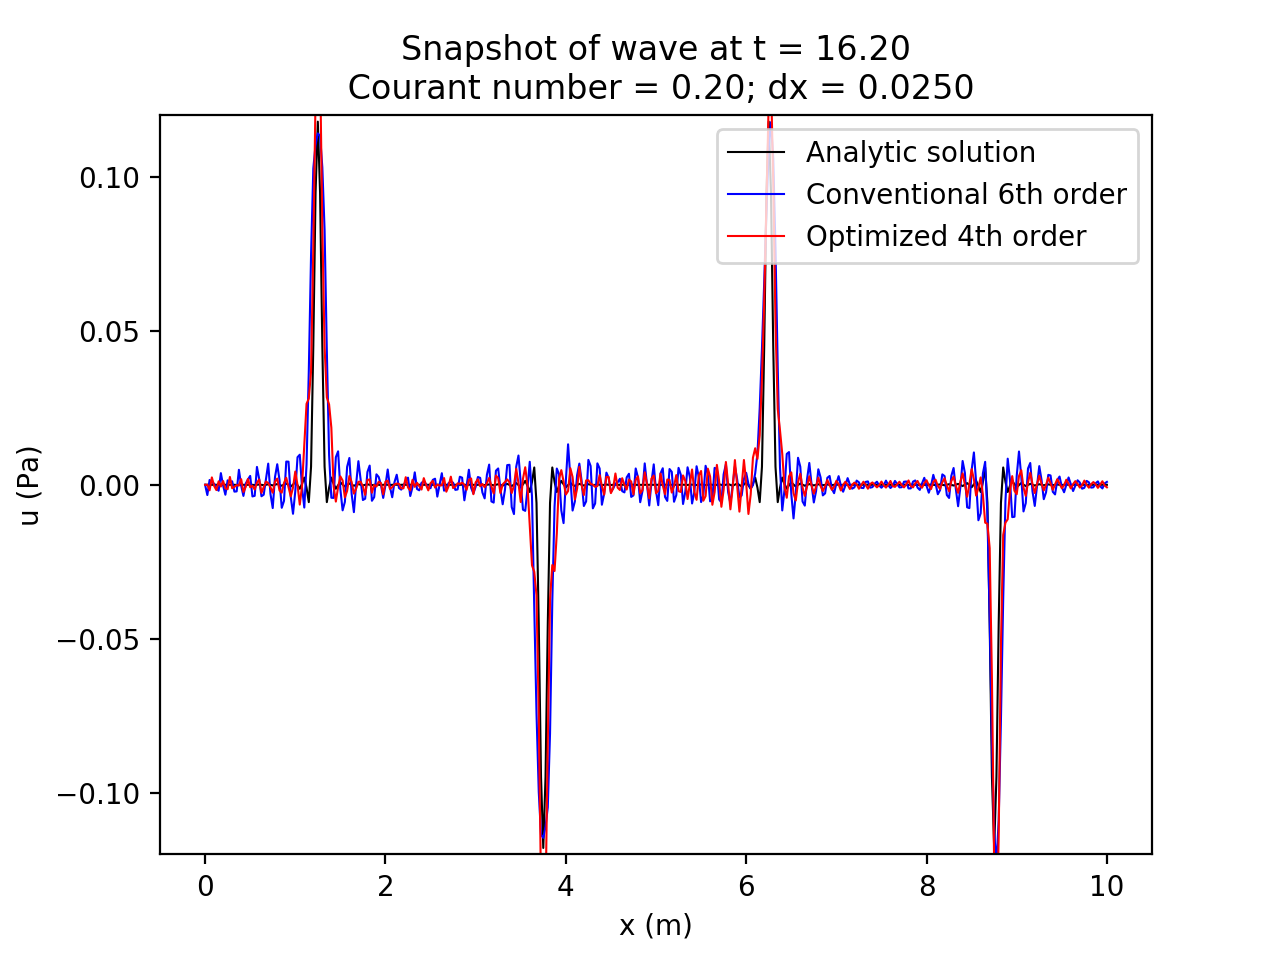 Snapshot of wave at t = 16.20
Courant number = 0.20; dx = 0.0250
Analytic solution
Conventional 6th order
Optimized 4th order
0.10
0.05
0.00
−0.05
−0.10
u (Pa)
0 2 4 6 8 10
x (m)